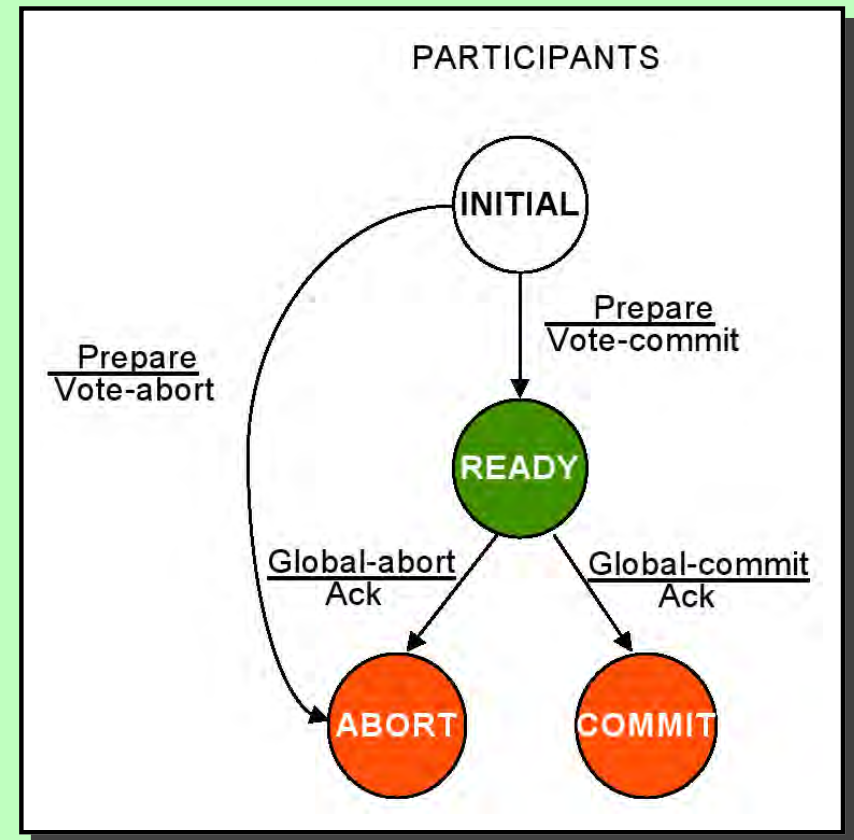 PARTICIPANTS
INITIAL
Prepare
Vote-commit
Prepare
Vote-abort
READY
Global-abort
Ack
Global-commit
Ack
ABORT
COMMIT